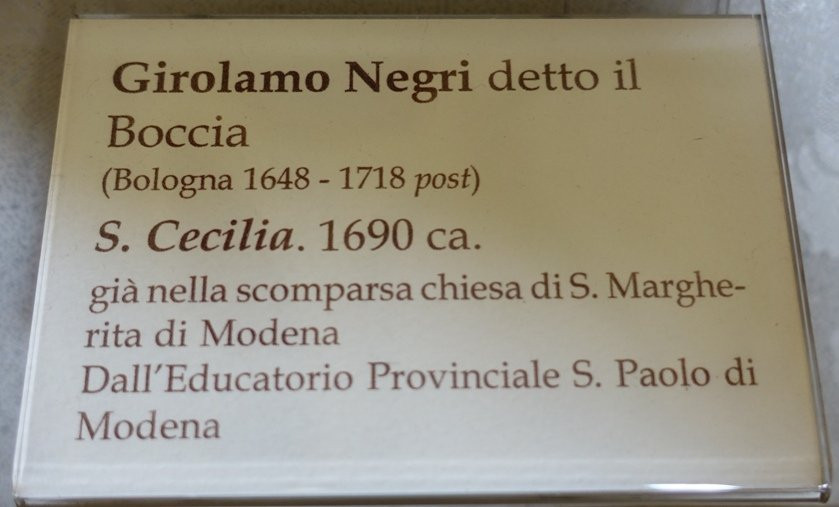 Girolamo Negri detto il
Boccia
(Bologna 1648 - 1718 post)
S. Cecilia. 1690 ca.
già nella scomparsa chiesa di S. Marghe-
rita di Modena
Dall'Educatorio Provinciale S. Paolo di
Modena